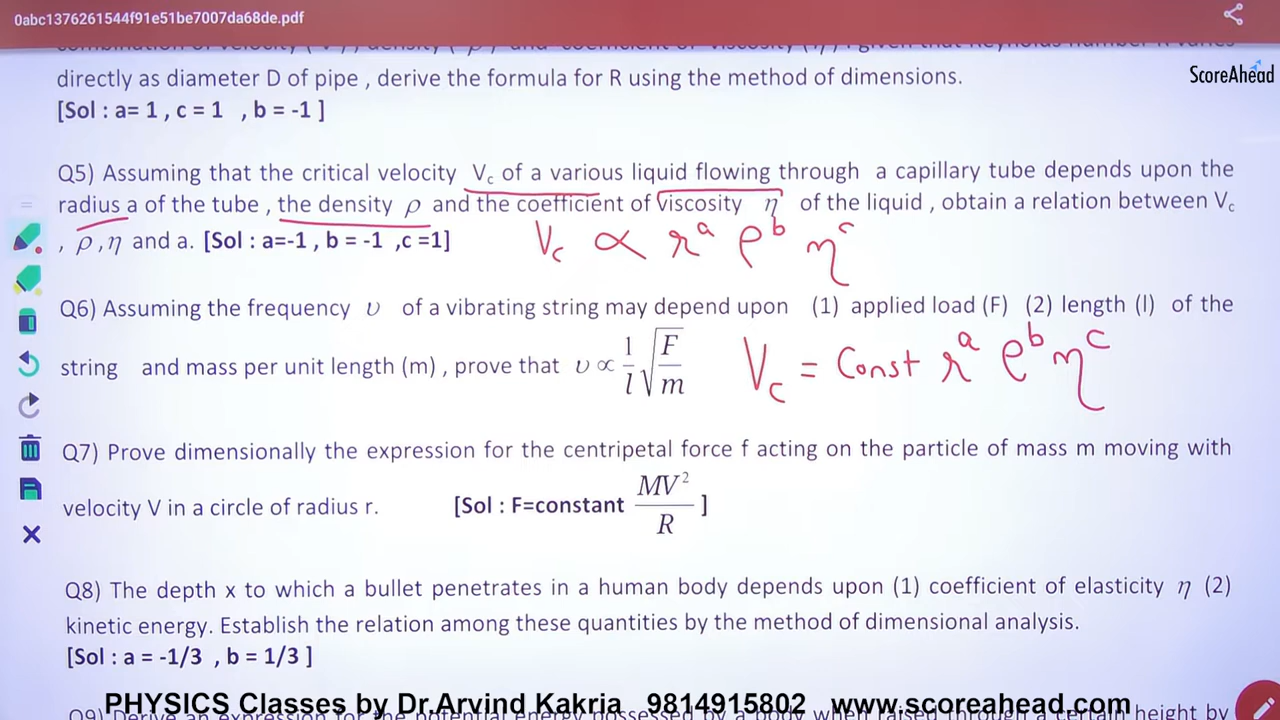 0abc1376261544f91e51be7007da68de.pdf
ScoreAhead
directly as diameter D of pipe , derive the formula for R using the method of dimensions.
[Sol : a= 1 , c = 1 , b = -1 ]
Q5) Assuming that the critical velocity Vc of a various liquid flowing through a capillary tube depends upon the
radius a of the tube , the density ρ and the coefficient of viscosity η of the liquid , obtain a relation between Vc
, ρ , η and a. [Sol : a=-1 , b = -1 ,c =1]
Vc ∝ r^a ρ^b η^c
Q6) Assuming the frequency υ of a vibrating string may depend upon (1) applied load (F) (2) length (l) of the
string and mass per unit length (m) , prove that υ ∝ 1/l √(F/m)
Vc = Const r^a ρ^b η^c
Q7) Prove dimensionally the expression for the centripetal force f acting on the particle of mass m moving with
velocity V in a circle of radius r. [Sol : F=constant MV²/R ]
Q8) The depth x to which a bullet penetrates in a human body depends upon (1) coefficient of elasticity η (2)
kinetic energy. Establish the relation among these quantities by the method of dimensional analysis.
[Sol : a = -1/3 , b = 1/3 ]
PHYSICS Classes by Dr.Arvind Kakria 9814915802 www.scoreahead.com